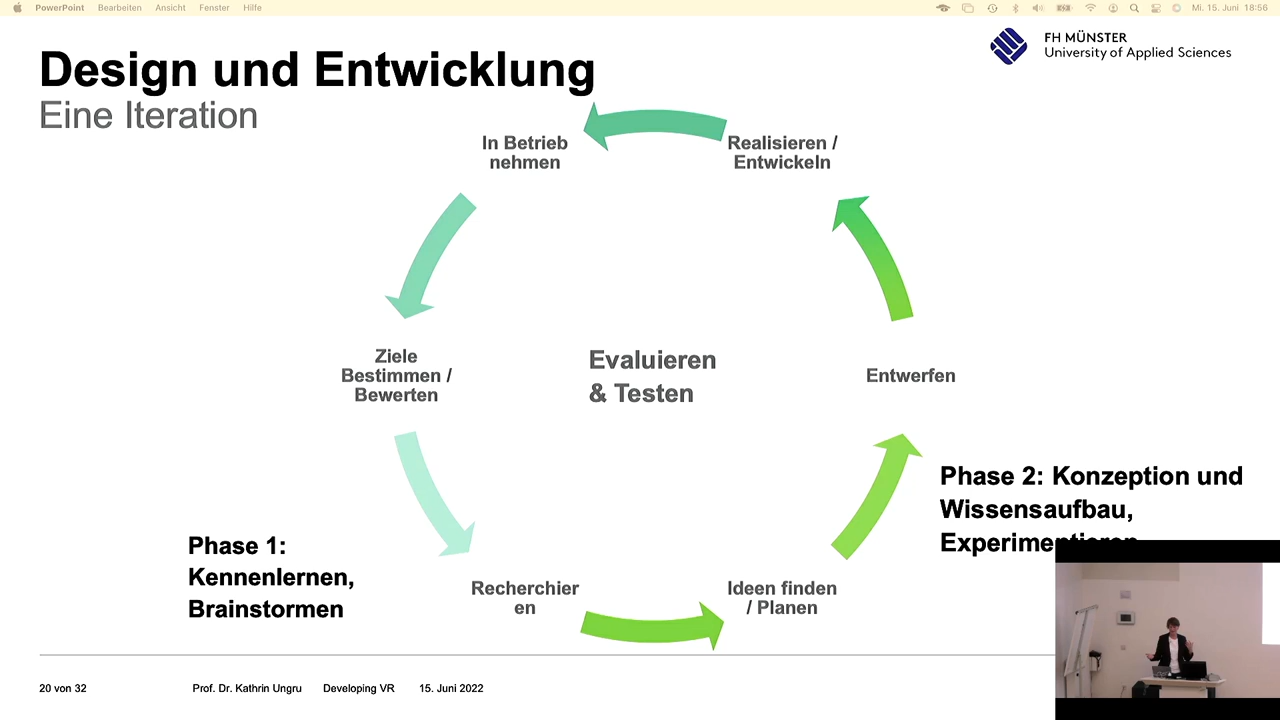 PowerPoint Bearbeiten Ansicht Fenster Hilfe
Mi. 15. Juni 18:56
FH MÜNSTER
University of Applied Sciences
Design und Entwicklung
Eine Iteration
In Betrieb
nehmen
Realisieren /
Entwickeln
Ziele
Bestimmen /
Bewerten
Evaluieren
& Testen
Entwerfen
Phase 2: Konzeption und
Wissensaufbau,
Experimentieren
Phase 1:
Kennenlernen,
Brainstormen
Recherchier
en
Ideen finden
/ Planen
20 von 32
Prof. Dr. Kathrin Ungru
Developing VR
15. Juni 2022